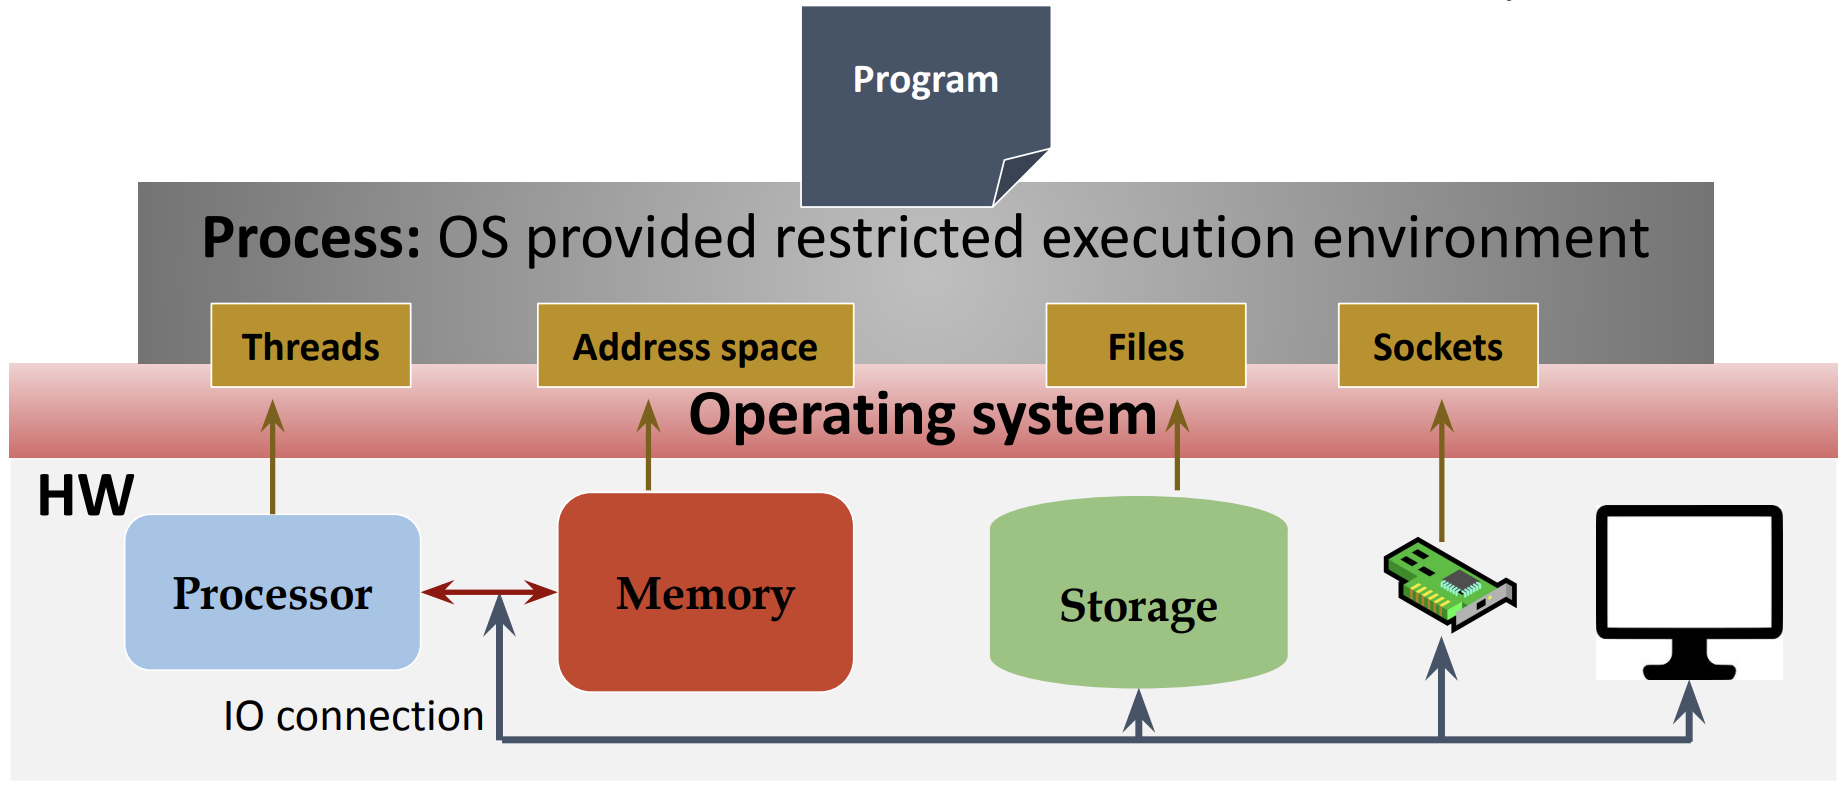 Program
Process: OS provided restricted execution environment
Threads
Address space
Files
Sockets
Operating system
HW
Processor
Memory
Storage
IO connection